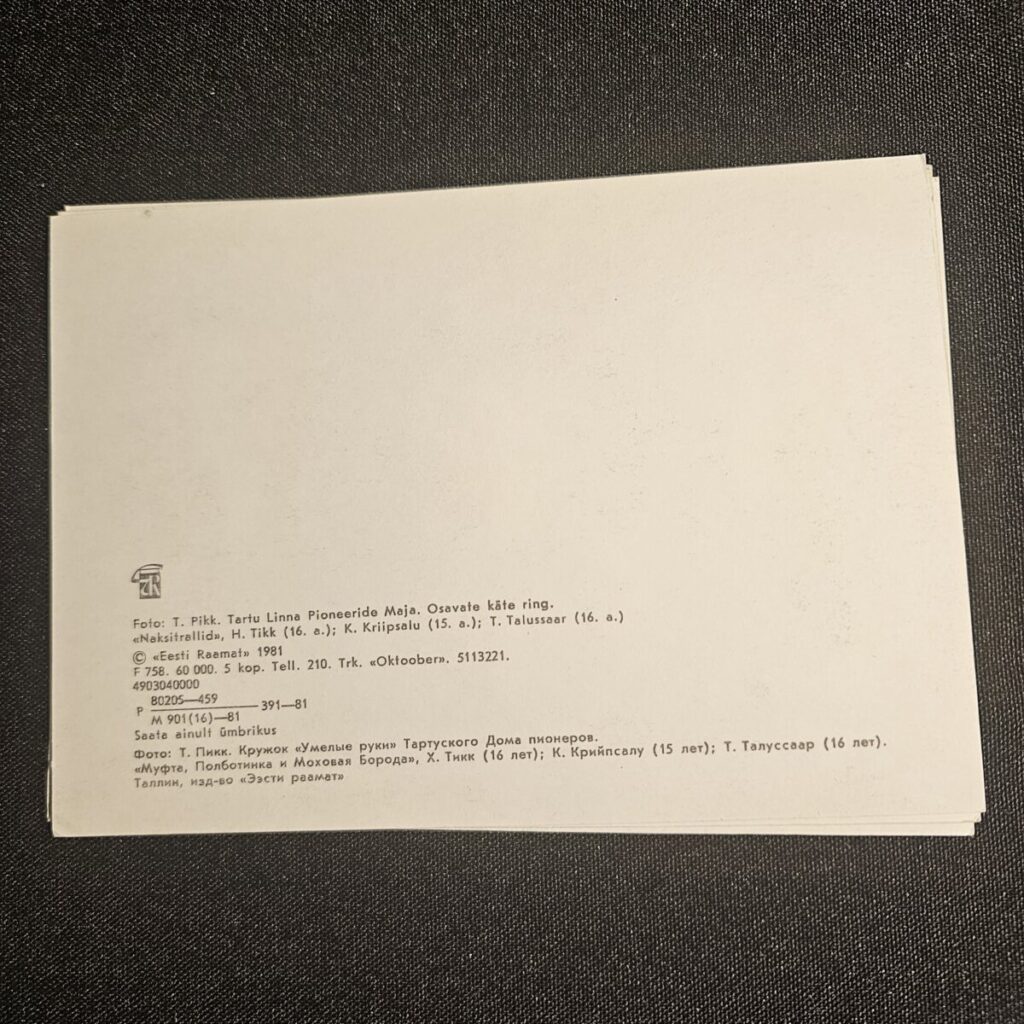 Foto: T. Pikk. Tartu Linna Pioneeride Maja. Osavate käte ring.
«Naksitrallid», H. Tikk (16. a.); K. Kriipsalu (15. a.); T. Talussaar (16. a.)
© «Eesti Raamat» 1981
F 758. 60 000. 5 kop. Tell. 210. Trk. «Oktoober». 5113221.
4903040000
80205—459
P 391—81
M 901(16)—81
Saata ainult ümbrikus
Фото: Т. Пикк. Кружок «Умелые руки» Тартуского Дома пионеров.
«Муфта, Полботинка и Моховая Борода», Х. Тикк (16 лет); К. Крийпсалу (15 лет); Т. Талуссаар (16 лет).
Таллин, изд-во «Ээсти раамат»